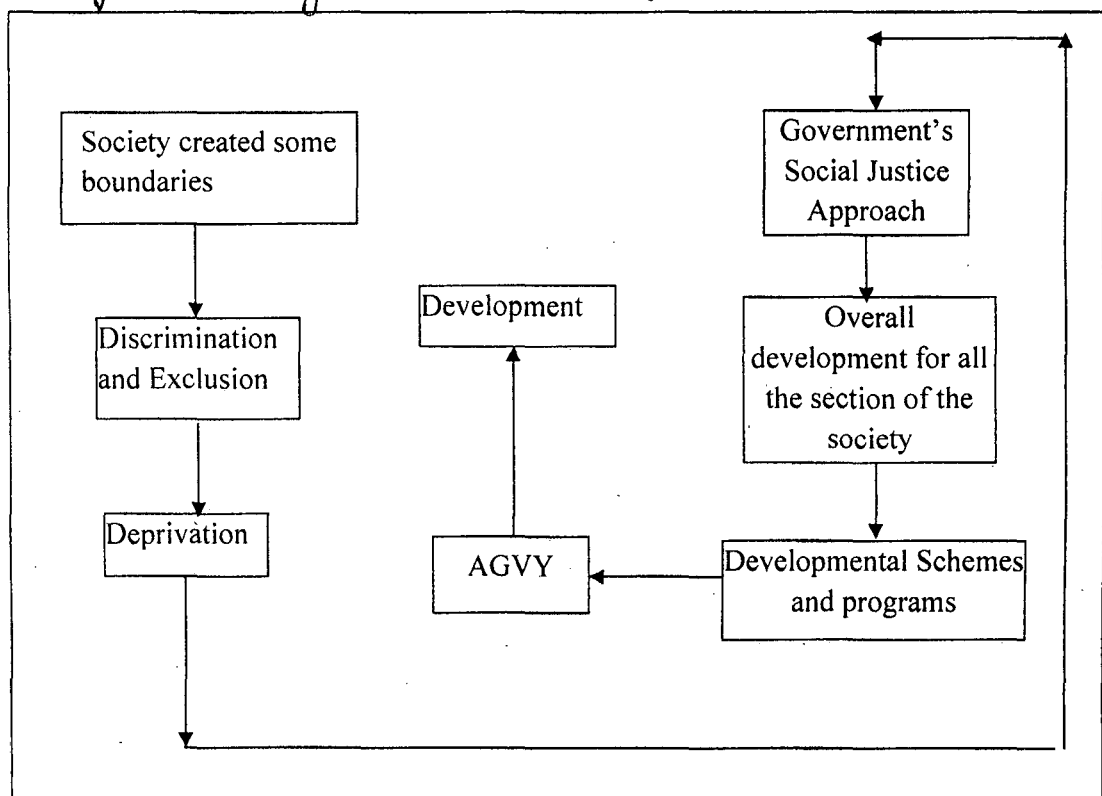 Society created some
boundaries
Discrimination
and Exclusion
Deprivation
Development
AGVY
Government's
Social Justice
Approach
Overall
development for all
the section of the
society
Developmental Schemes
and programs